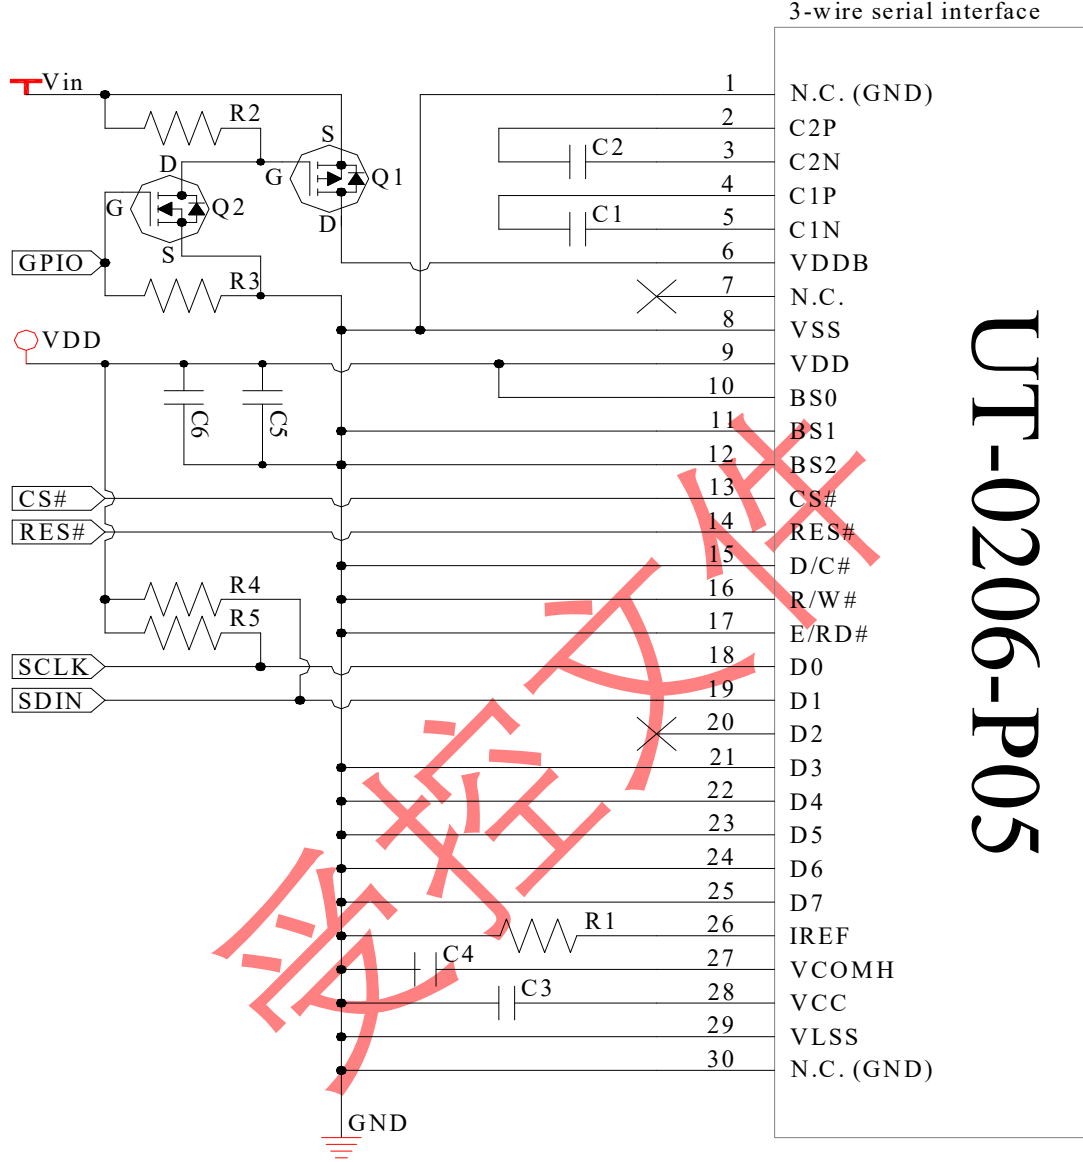 3-wire serial interface
Vin
R2
S
D
G
Q1
G
Q2
D
S
GPIO
R3
VDD
C6
C5
CS#
RES#
R4
R5
SCLK
SDIN
C2
C1
R1
C4
C3
GND
1 N.C. (GND)
2 C2P
3 C2N
4 C1P
5 C1N
6 VDDB
7 N.C.
8 VSS
9 VDD
10 BS0
11 BS1
12 BS2
13 CS#
14 RES#
15 D/C#
16 R/W#
17 E/RD#
18 D0
19 D1
20 D2
21 D3
22 D4
23 D5
24 D6
25 D7
26 IREF
27 VCOMH
28 VCC
29 VLSS
30 N.C. (GND)
UT-0206-P05
受控文件